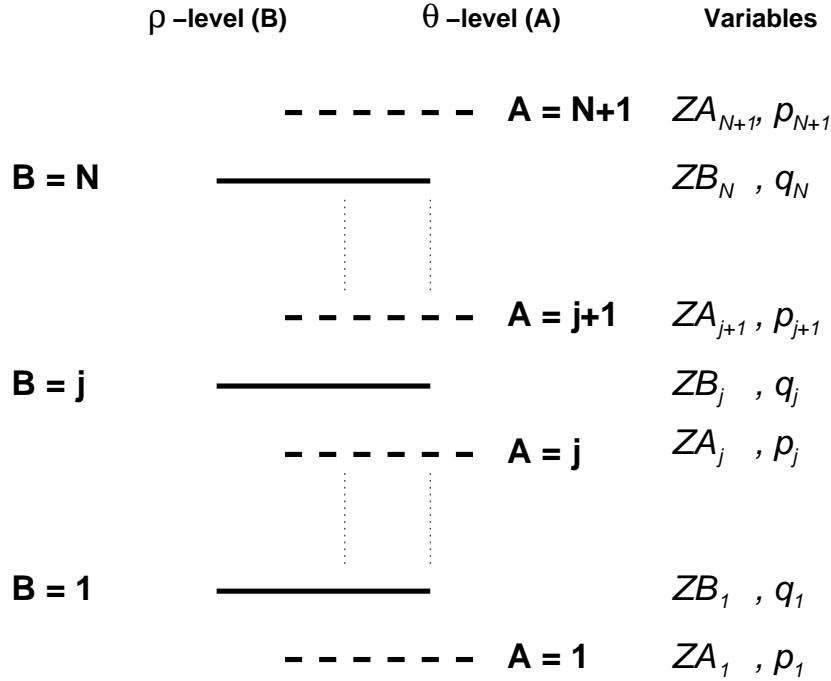 ρ –level (B) θ –level (A) Variables
A = N+1 ZA_{N+1}, p_{N+1}
B = N ZB_N , q_N
A = j+1 ZA_{j+1}, p_{j+1}
B = j ZB_j , q_j
A = j ZA_j , p_j
B = 1 ZB_1 , q_1
A = 1 ZA_1 , p_1